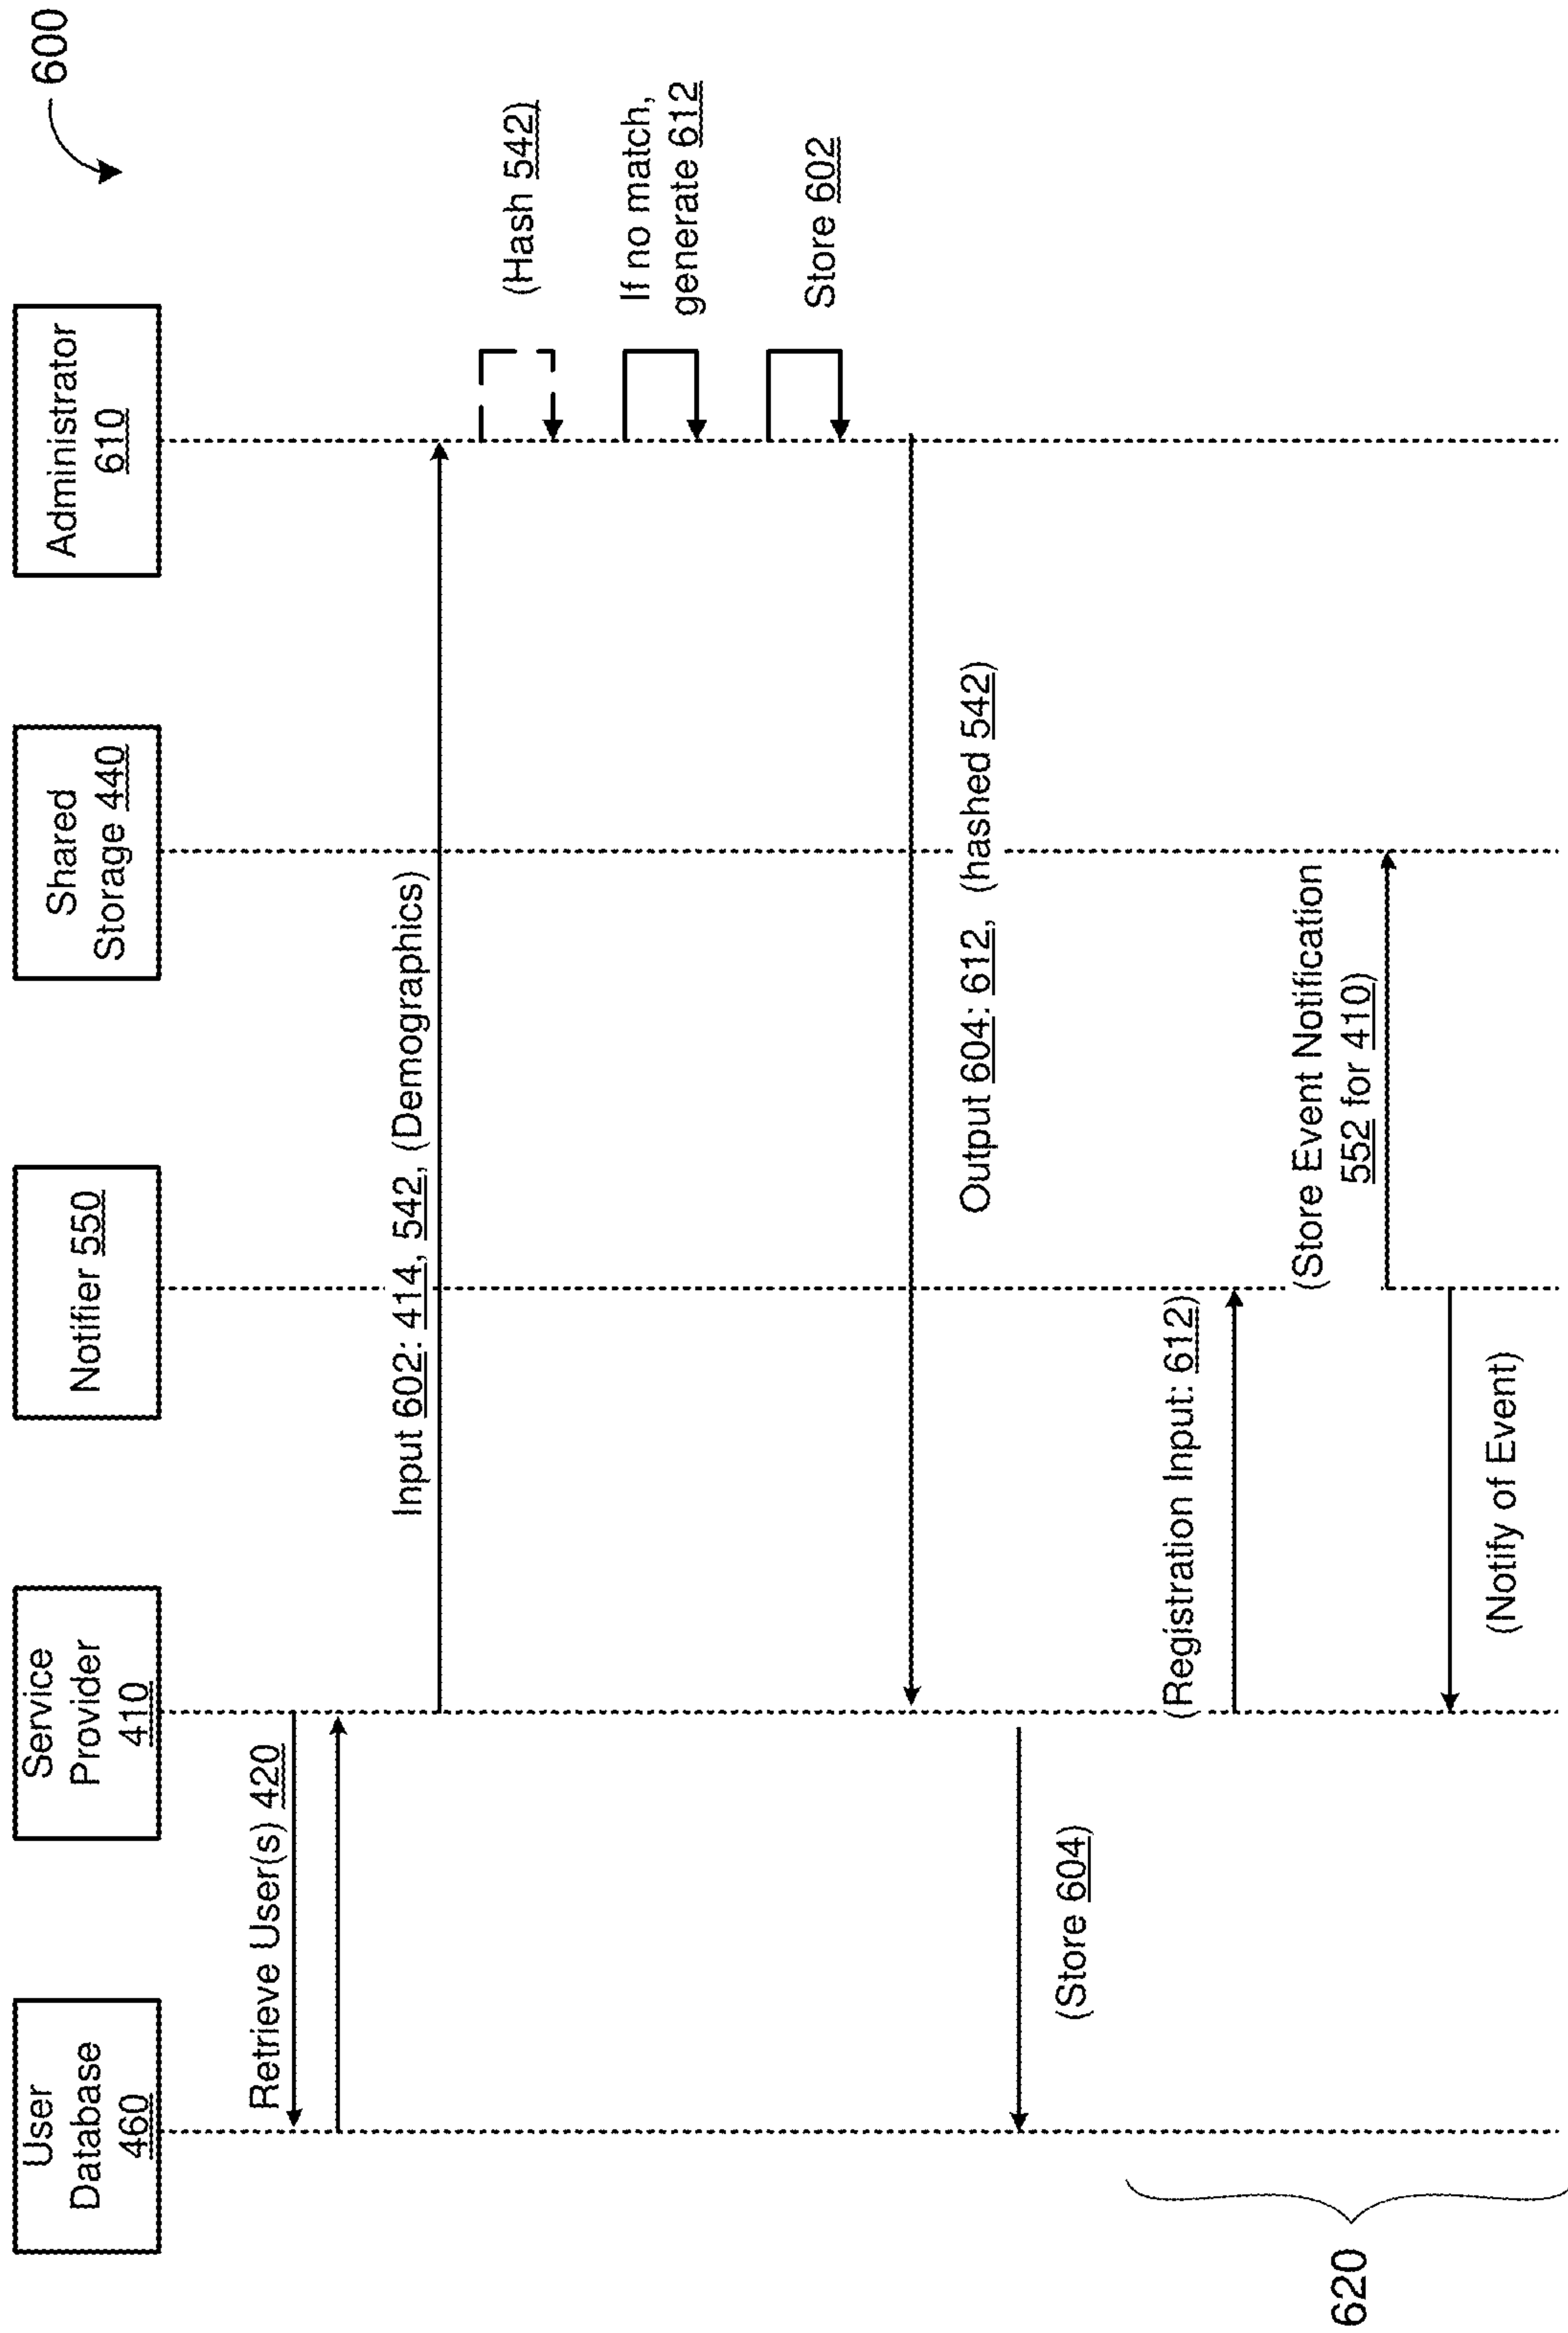 600
User
Database
460
Service
Provider
410
Notifier 550
Shared
Storage 440
Administrator
610
Retrieve User(s) 420
Input 602: 414, 542, (Demographics)
(Hash 542)
If no match,
generate 612
Store 602
Output 604: 612, (hashed 542)
(Store 604)
(Registration Input: 612)
(Store Event Notification
552 for 410)
(Notify of Event)
620